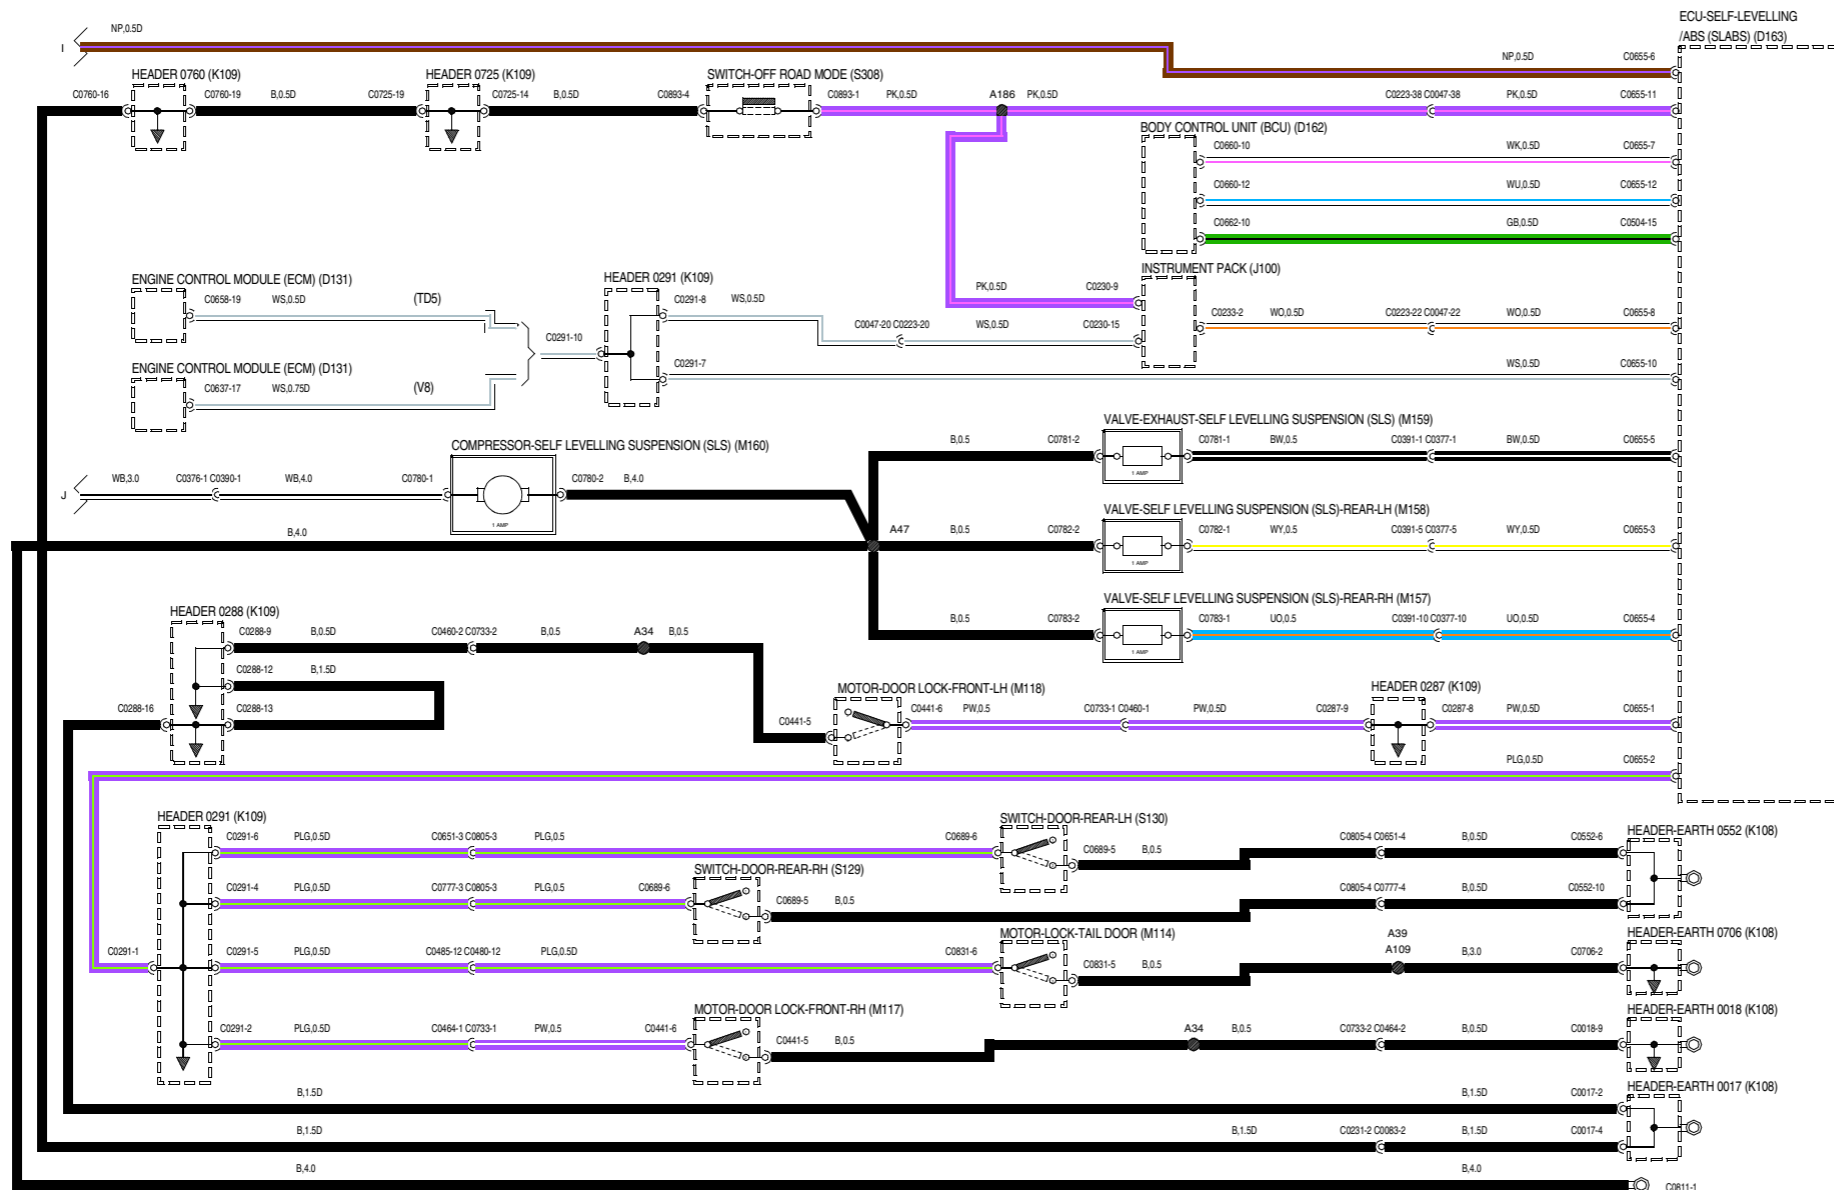 ECU-SELF-LEVELLING
/ABS (SLABS) (D163)
NP,0.5D
I
NP,0.5D C0655-6
HEADER 0760 (K109) HEADER 0725 (K109) SWITCH-OFF ROAD MODE (S308)
C0760-16 C0760-19 B,0.5D C0725-19 C0725-14 B,0.5D C0893-4 C0893-1 PK,0.5D A186 PK,0.5D C0223-38 C0047-38 PK,0.5D C0655-11
BODY CONTROL UNIT (BCU) (D162)
C0660-10 WK,0.5D C0655-7
C0660-12 WU,0.5D C0655-12
C0662-10 GB,0.5D C0504-15
INSTRUMENT PACK (J100)
ENGINE CONTROL MODULE (ECM) (D131) HEADER 0291 (K109)
PK,0.5D C0230-9
C0658-19 WS,0.5D (TD5) C0291-8 WS,0.5D
C0233-2 WO,0.5D C0223-22 C0047-22 WO,0.5D C0655-8
C0047-20 C0223-20 WS,0.5D C0230-15
C0291-10
ENGINE CONTROL MODULE (ECM) (D131) C0291-7 WS,0.5D C0655-10
C0637-17 WS,0.75D (V8)
VALVE-EXHAUST-SELF LEVELLING SUSPENSION (SLS) (M159)
COMPRESSOR-SELF LEVELLING SUSPENSION (SLS) (M160) B,0.5 C0781-2 C0781-1 BW,0.5 C0391-1 C0377-1 BW,0.5D C0655-5
1 AMP
J WB,3.0 C0376-1 C0390-1 WB,4.0 C0780-1 C0780-2 B,4.0
1 AMP
VALVE-SELF LEVELLING SUSPENSION (SLS)-REAR-LH (M158)
B,4.0 A47 B,0.5 C0782-2 C0782-1 WY,0.5 C0391-5 C0377-5 WY,0.5D C0655-3
1 AMP
VALVE-SELF LEVELLING SUSPENSION (SLS)-REAR-RH (M157)
B,0.5 C0783-2 C0783-1 UO,0.5 C0391-10 C0377-10 UO,0.5D C0655-4
1 AMP
HEADER 0288 (K109)
C0288-9 B,0.5D C0460-2 C0733-2 B,0.5 A34 B,0.5
C0288-12 B,1.5D
MOTOR-DOOR LOCK-FRONT-LH (M118) HEADER 0287 (K109)
C0288-16 C0288-13 C0441-5 C0441-6 PW,0.5 C0733-1 C0460-1 PW,0.5D C0287-9 C0287-8 PW,0.5D C0655-1
PLG,0.5D C0655-2
HEADER 0291 (K109) SWITCH-DOOR-REAR-LH (S130) HEADER-EARTH 0552 (K108)
C0291-6 PLG,0.5D C0651-3 C0805-3 PLG,0.5 C0689-6 C0689-5 B,0.5 C0805-4 C0651-4 B,0.5D C0552-6
SWITCH-DOOR-REAR-RH (S129)
C0291-4 PLG,0.5D C0777-3 C0805-3 PLG,0.5 C0689-6 C0689-5 B,0.5 C0805-4 C0777-4 B,0.5D C0552-10
MOTOR-LOCK-TAIL DOOR (M114) A39 HEADER-EARTH 0706 (K108)
C0291-1 C0291-5 PLG,0.5D C0485-12 C0480-12 PLG,0.5D C0831-6 C0831-5 B,0.5 A109 B,3.0 C0706-2
MOTOR-DOOR LOCK-FRONT-RH (M117) HEADER-EARTH 0018 (K108)
C0291-2 PLG,0.5D C0464-1 C0733-1 PW,0.5 C0441-6 C0441-5 B,0.5 A34 B,0.5 C0733-2 C0464-2 B,0.5D C0018-9
HEADER-EARTH 0017 (K108)
B,1.5D B,1.5D C0017-2
B,1.5D B,1.5D C0231-2 C0083-2 B,1.5D C0017-4
B,4.0 B,4.0
C0811-1